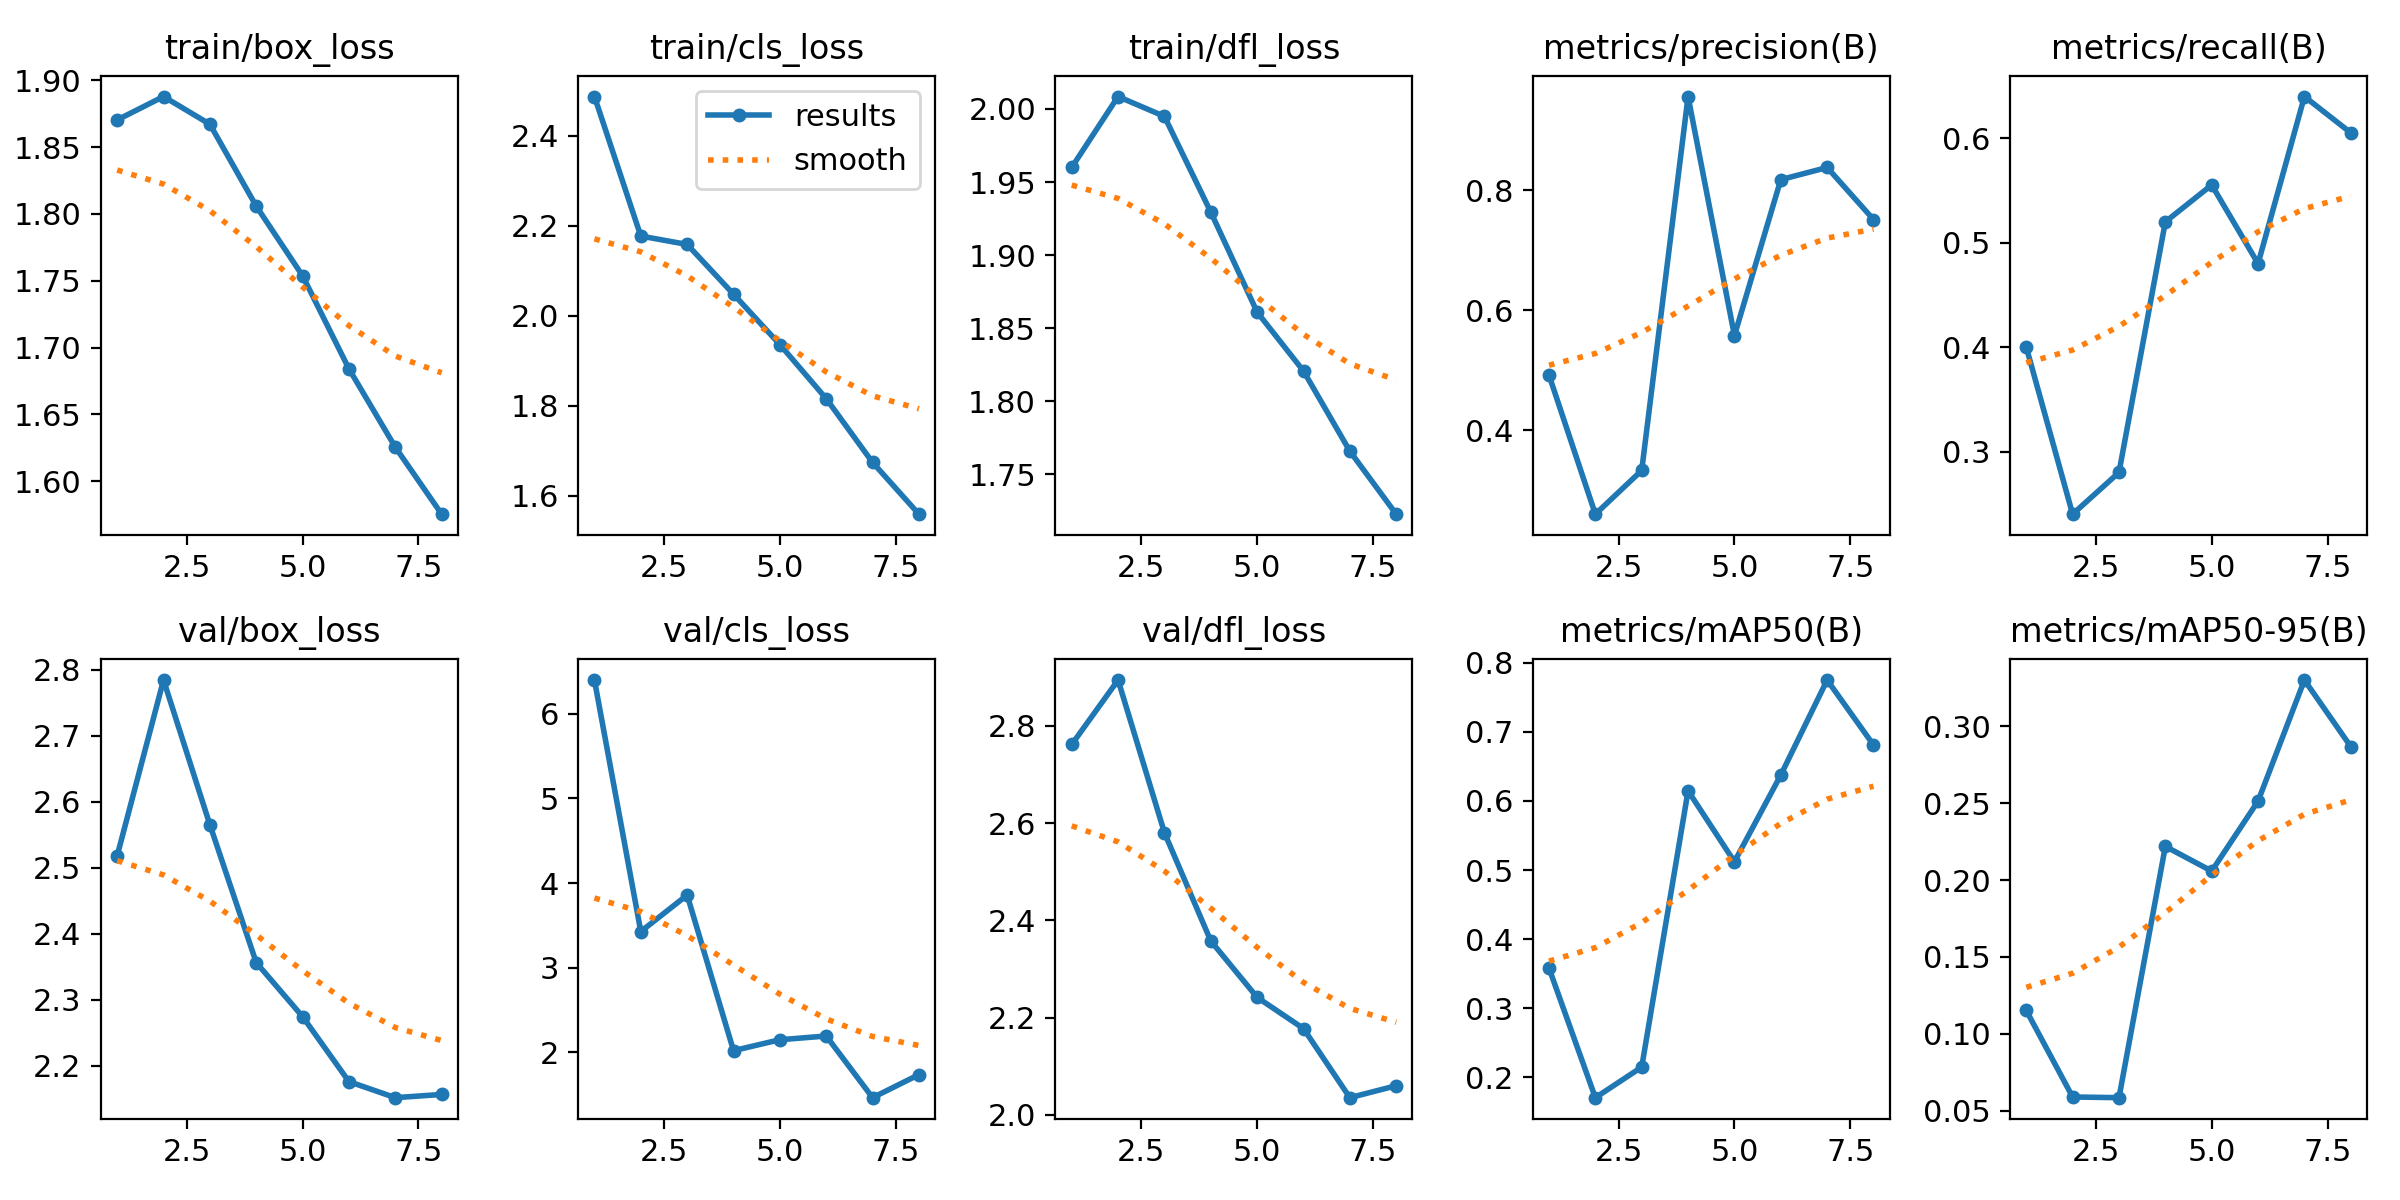 train/box_loss
1.90
1.85
1.80
1.75
1.70
1.65
1.60
2.5 5.0 7.5
train/cls_loss
results
smooth
2.4
2.2
2.0
1.8
1.6
2.5 5.0 7.5
train/dfl_loss
2.00
1.95
1.90
1.85
1.80
1.75
2.5 5.0 7.5
metrics/precision(B)
0.8
0.6
0.4
2.5 5.0 7.5
metrics/recall(B)
0.6
0.5
0.4
0.3
2.5 5.0 7.5
val/box_loss
2.8
2.7
2.6
2.5
2.4
2.3
2.2
2.5 5.0 7.5
val/cls_loss
6
5
4
3
2
2.5 5.0 7.5
val/dfl_loss
2.8
2.6
2.4
2.2
2.0
2.5 5.0 7.5
metrics/mAP50(B)
0.8
0.7
0.6
0.5
0.4
0.3
0.2
2.5 5.0 7.5
metrics/mAP50-95(B)
0.30
0.25
0.20
0.15
0.10
0.05
2.5 5.0 7.5